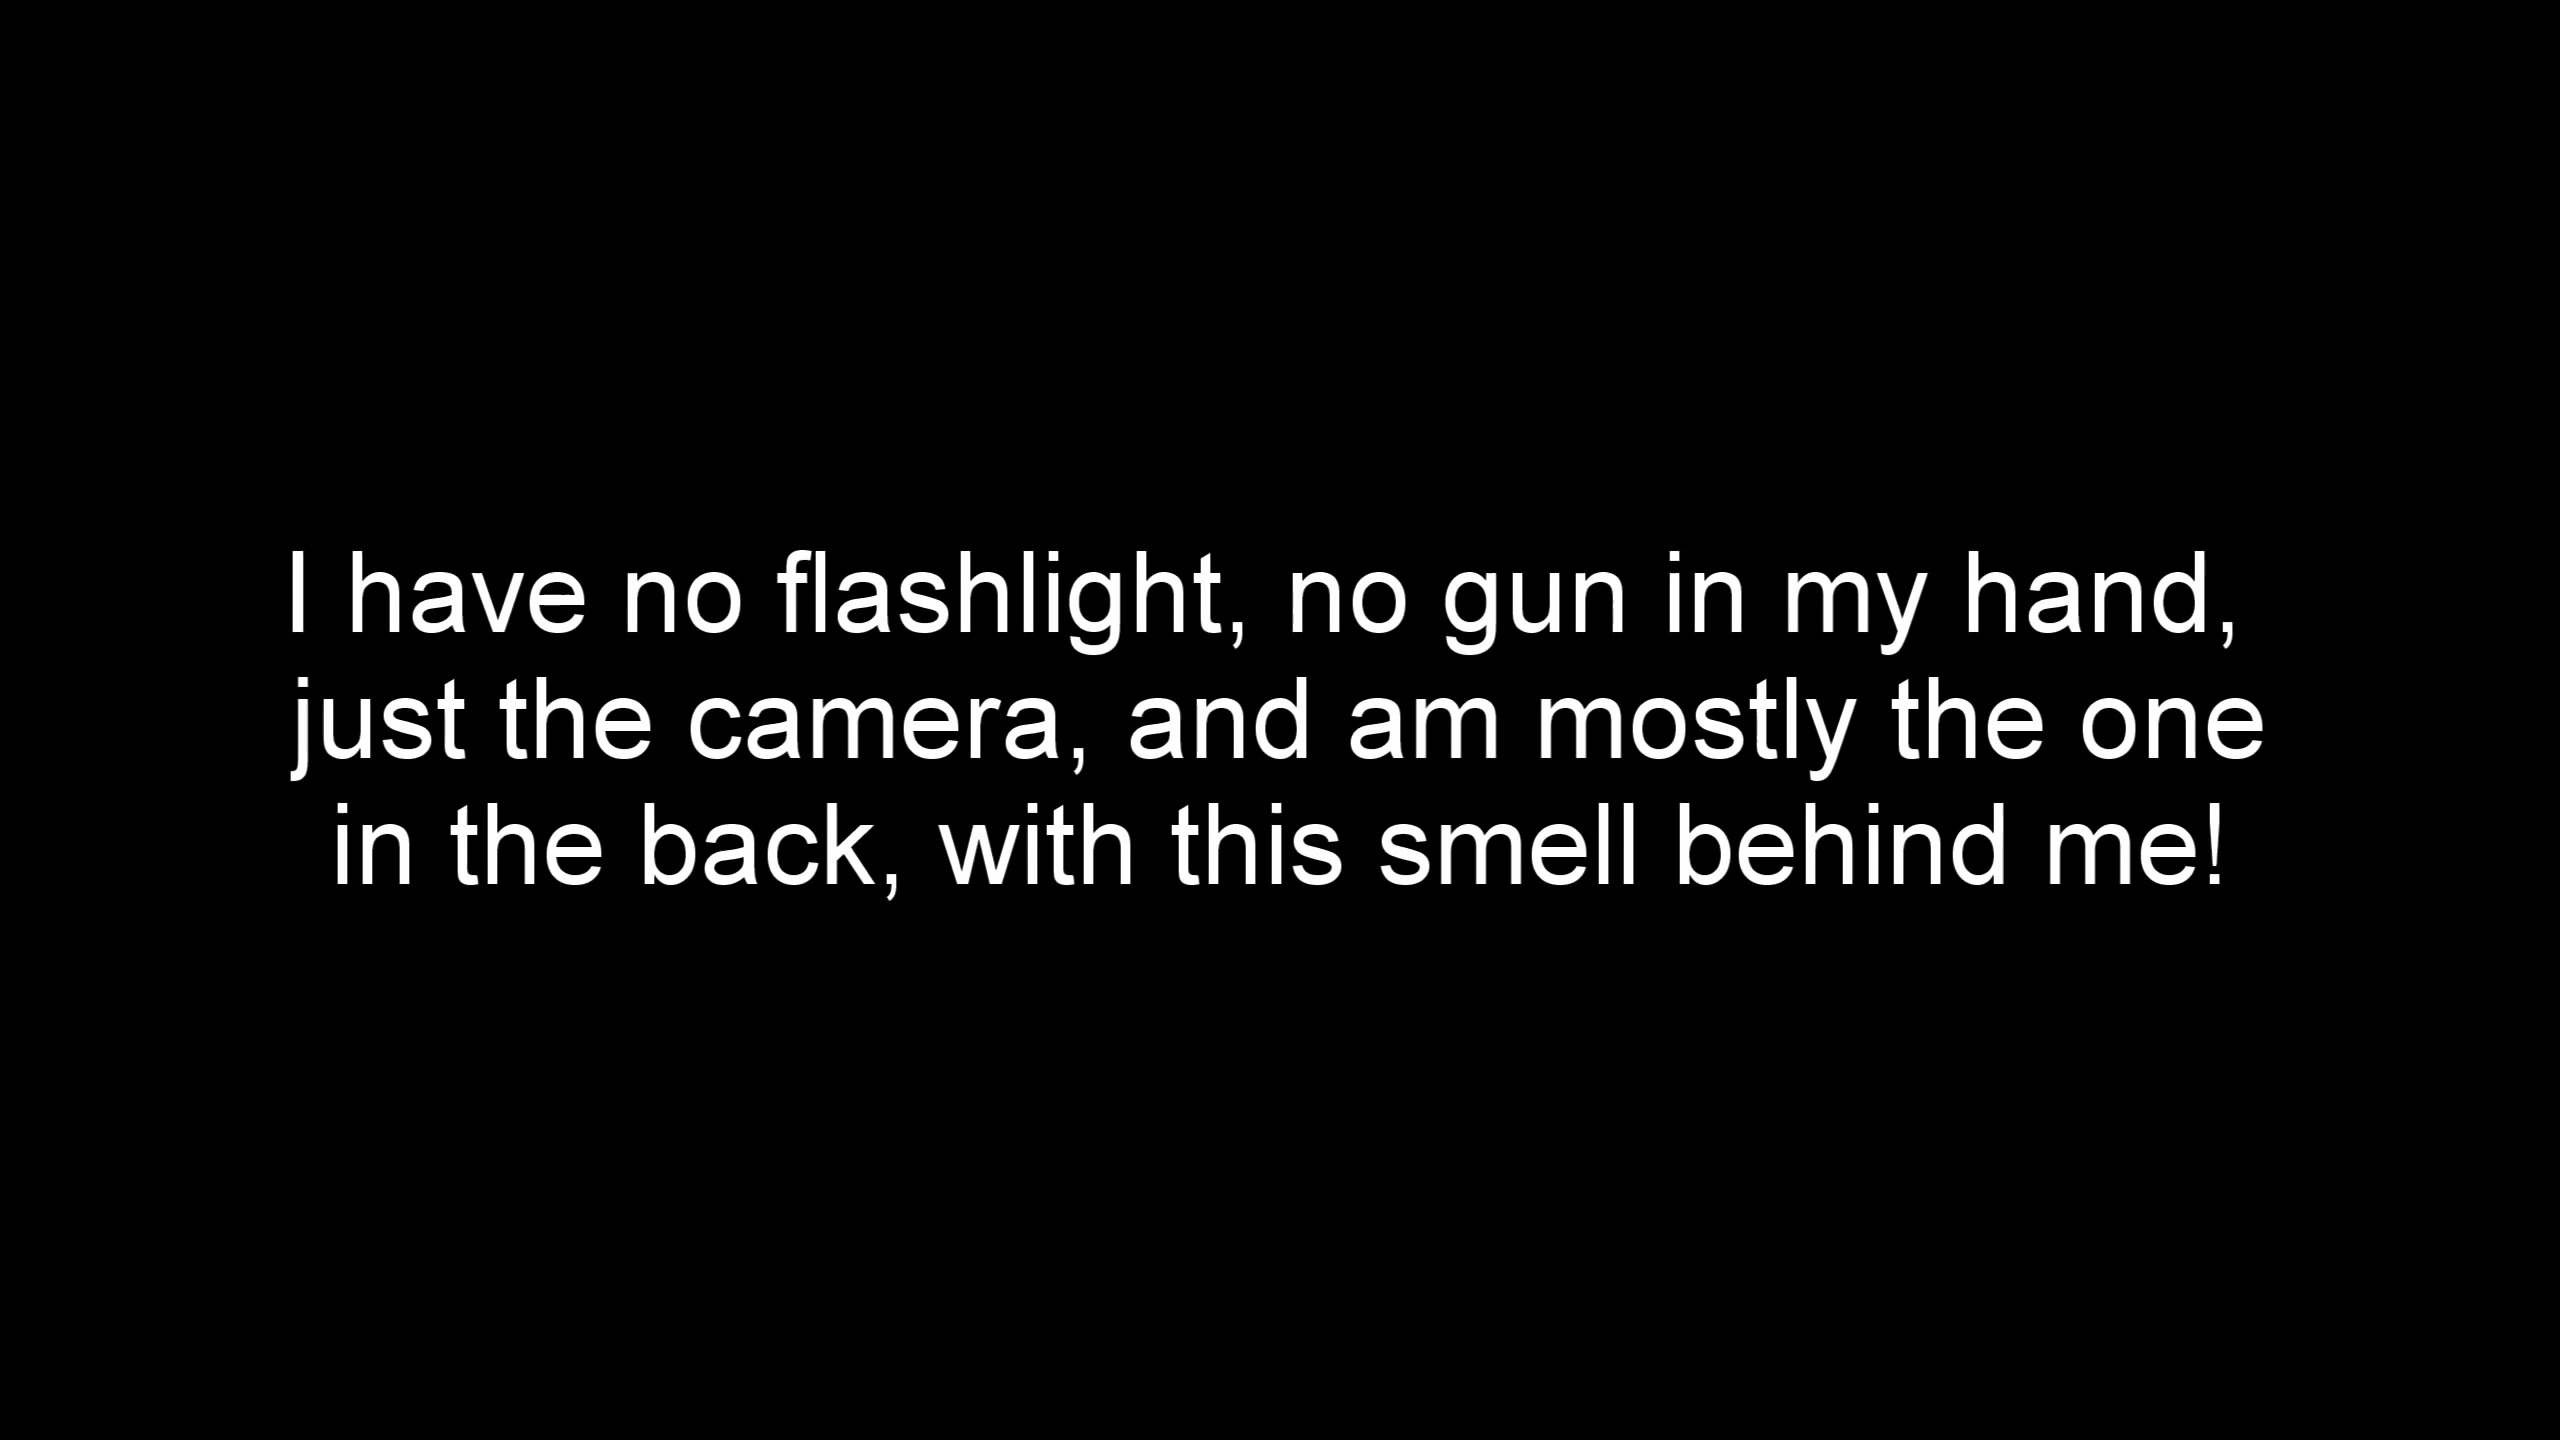 I have no flashlight, no gun in my hand,
just the camera, and am mostly the one
in the back, with this smell behind me!